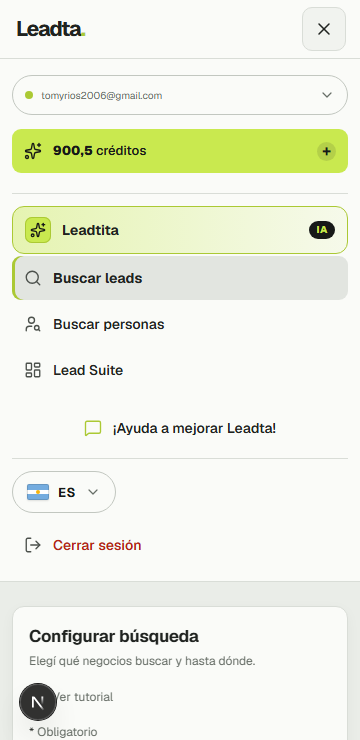 Leadta.
tomyrios2006@gmail.com
900,5 créditos
Leadtita
IA
Buscar leads
Buscar personas
Lead Suite
¡Ayuda a mejorar Leadta!
ES
Cerrar sesión
Configurar búsqueda
Elegí qué negocios buscar y hasta dónde.
Ver tutorial
N
* Obligatorio